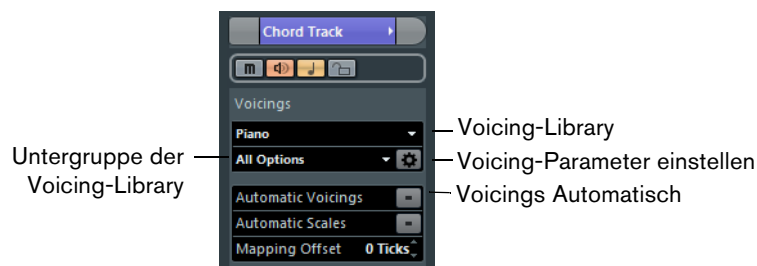 Chord Track
m
Voicings
Piano
Voicing-Library
Untergruppe der
Voicing-Library
All Options
Voicing-Parameter einstellen
Voicings Automatisch
Automatic Voicings
Automatic Scales
Mapping Offset 0 Ticks